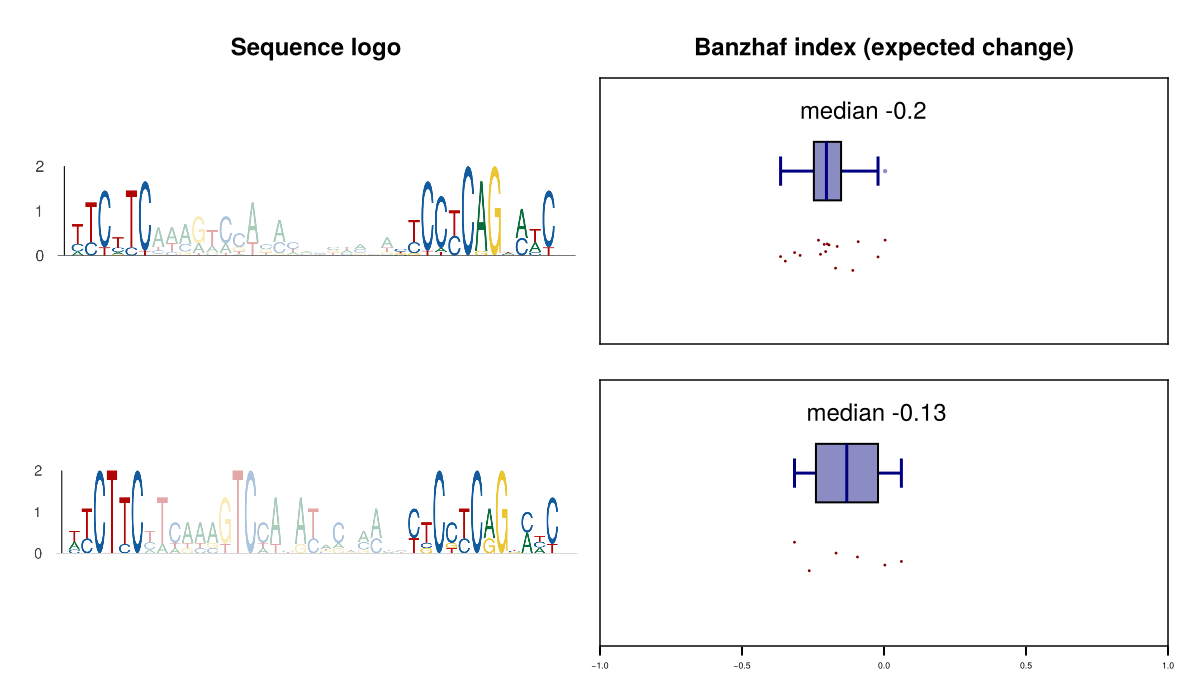 Sequence logo
Banzhaf index (expected change)
median -0.2
2
1
0
median -0.13
2
1
0
−1.0 −0.5 0.0 0.5 1.0